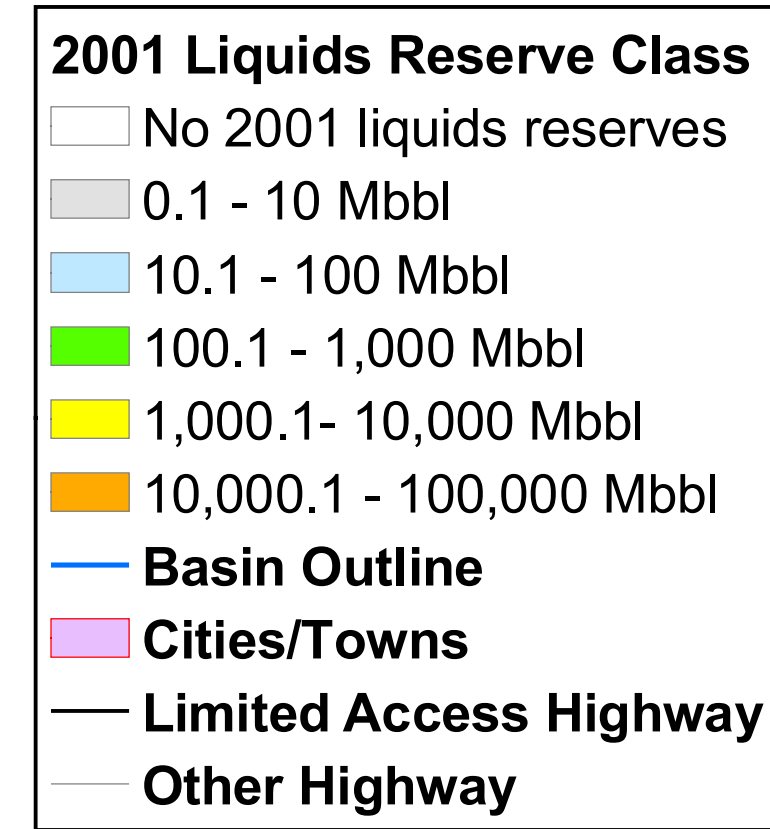 2001 Liquids Reserve Class
No 2001 liquids reserves
0.1 - 10 Mbbl
10.1 - 100 Mbbl
100.1 - 1,000 Mbbl
1,000.1- 10,000 Mbbl
10,000.1 - 100,000 Mbbl
Basin Outline
Cities/Towns
Limited Access Highway
Other Highway